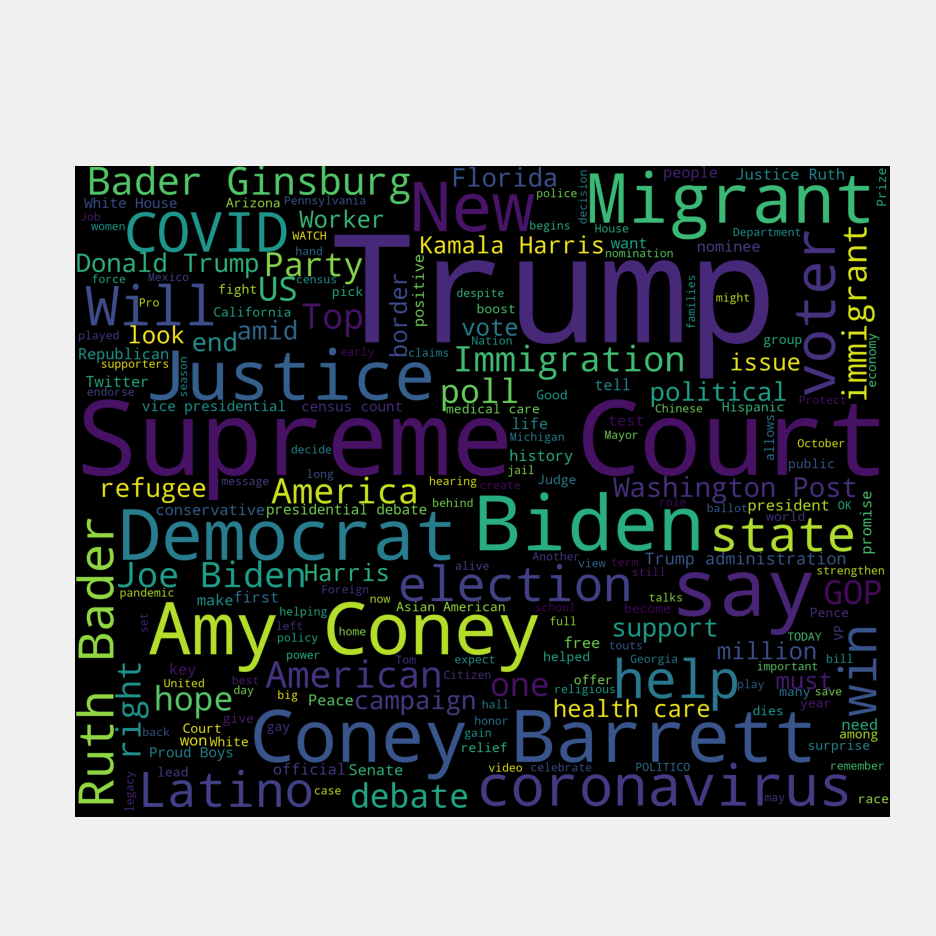 Bader Ginsburg
Florida
people
Justice Ruth
Prize
White House
Arizona
Pennsylvania
New
police
decision
Migrant
Job
women
COVID
Worker
WATCH
begins
House
Department
Kamala Harris
want
nominee
voter
immigrant
Donald Trump
Party
hand
Trump
nomination
force
Mexico
census
border
positive
families
Will
Pro
fight
US
pick
despite
might
California
Top
boost
played
look
end
amid
vote
Nation
group
economy
Republican
early
claims
Immigration
issue
supporters
season
Justice
Twitter
poll
tell
political
endorse
Good
Protect
vice presidential
census count
medical care
Chinese
Hispanic
Supreme Court
life
test
allows
Michigan
Mayor
October
decide
history
public
long
jail
message
hearing
Judge
refugee
America
create
Washington Post
behind
role
ballot
president
OK
promise
conservative
presidential debate
world
Democrat
Biden
state
Ruth Bader
Another
view
term
Trump administration
Joe Biden
Harris
alive
still
strengthen
pandemic
Foreign
election
say
GOP
make
first
now
talks
become
Pence
helping
Asian American
school
set
Amy Coney
full
support
VP
left
home
free
TODAY
policy
million
win
power
Tom
expect
helped
Georgia
touts
bill
right
key
American
Citizen
religious
help
important
United
best
one
offer
play
must
many
save
hope
day
big
Peace
campaign
hall
health care
year
give
honor
dies
need
back
Court
gay
Coney Barrett
gain
among
won
White
surprise
Proud Boys
relief
legacy
lead
official
Senate
video
celebrate
POLITICO
remember
Latino
case
debate
coronavirus
may
race